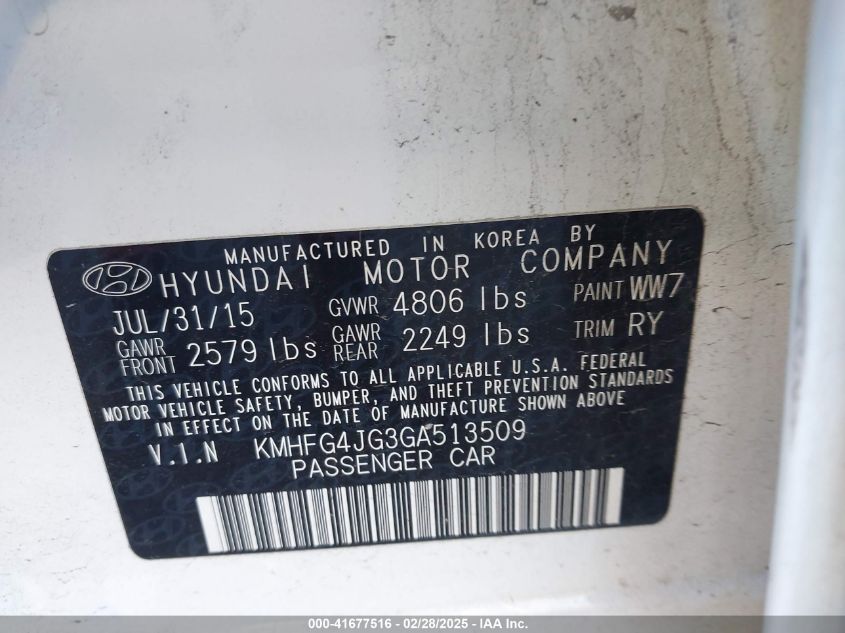 MANUFACTURED IN KOREA BY
HYUNDAI MOTOR COMPANY
JUL/31/15 GVWR 4806 lbs PAINT WW7
GAWR FRONT 2579 lbs GAWR REAR 2249 lbs TRIM RY
THIS VEHICLE CONFORMS TO ALL APPLICABLE U.S.A. FEDERAL
MOTOR VEHICLE SAFETY, BUMPER, AND THEFT PREVENTION STANDARDS
IN EFFECT ON THE DATE OF MANUFACTURE SHOWN ABOVE
V.I.N KMHFG4JG3GA513509
PASSENGER CAR
000-41677516 - 02/28/2025 - IAA Inc.